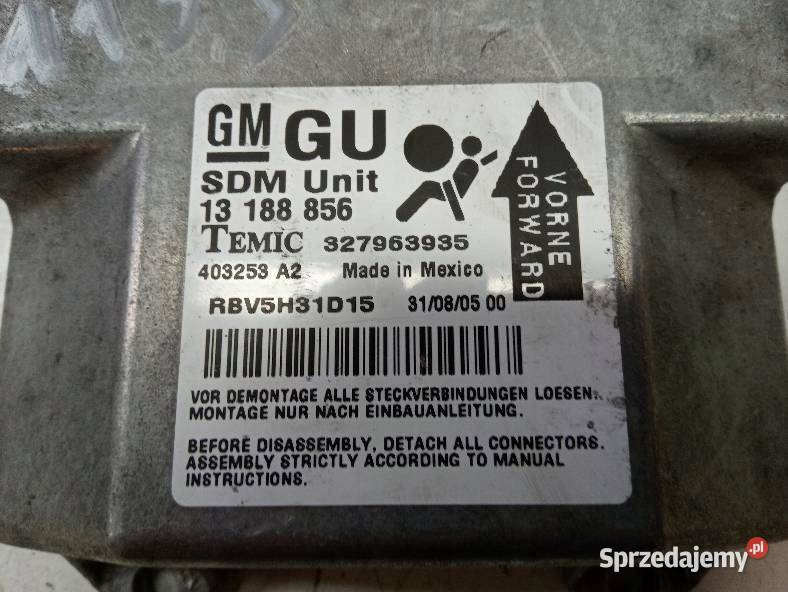 GM GU
SDM Unit
13 188 856
TEMIC 327963935
403253 A2 Made in Mexico
RBV5H31D15 31/08/05 00
VORNE
FORWARD
VOR DEMONTAGE ALLE STECKVERBINDUNGEN LOESEN.
MONTAGE NUR NACH EINBAUANLEITUNG.
BEFORE DISASSEMBLY, DETACH ALL CONNECTORS.
ASSEMBLY STRICTLY ACCORDING TO MANUAL
INSTRUCTIONS.
Sprzedajemy.pl